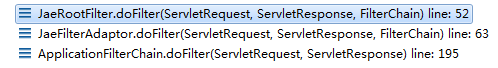 JaeRootFilter.doFilter(ServletRequest, ServletResponse, FilterChain) line: 52
JaeFilterAdaptor.doFilter(ServletRequest, ServletResponse, FilterChain) line: 63
ApplicationFilterChain.doFilter(ServletRequest, ServletResponse) line: 195